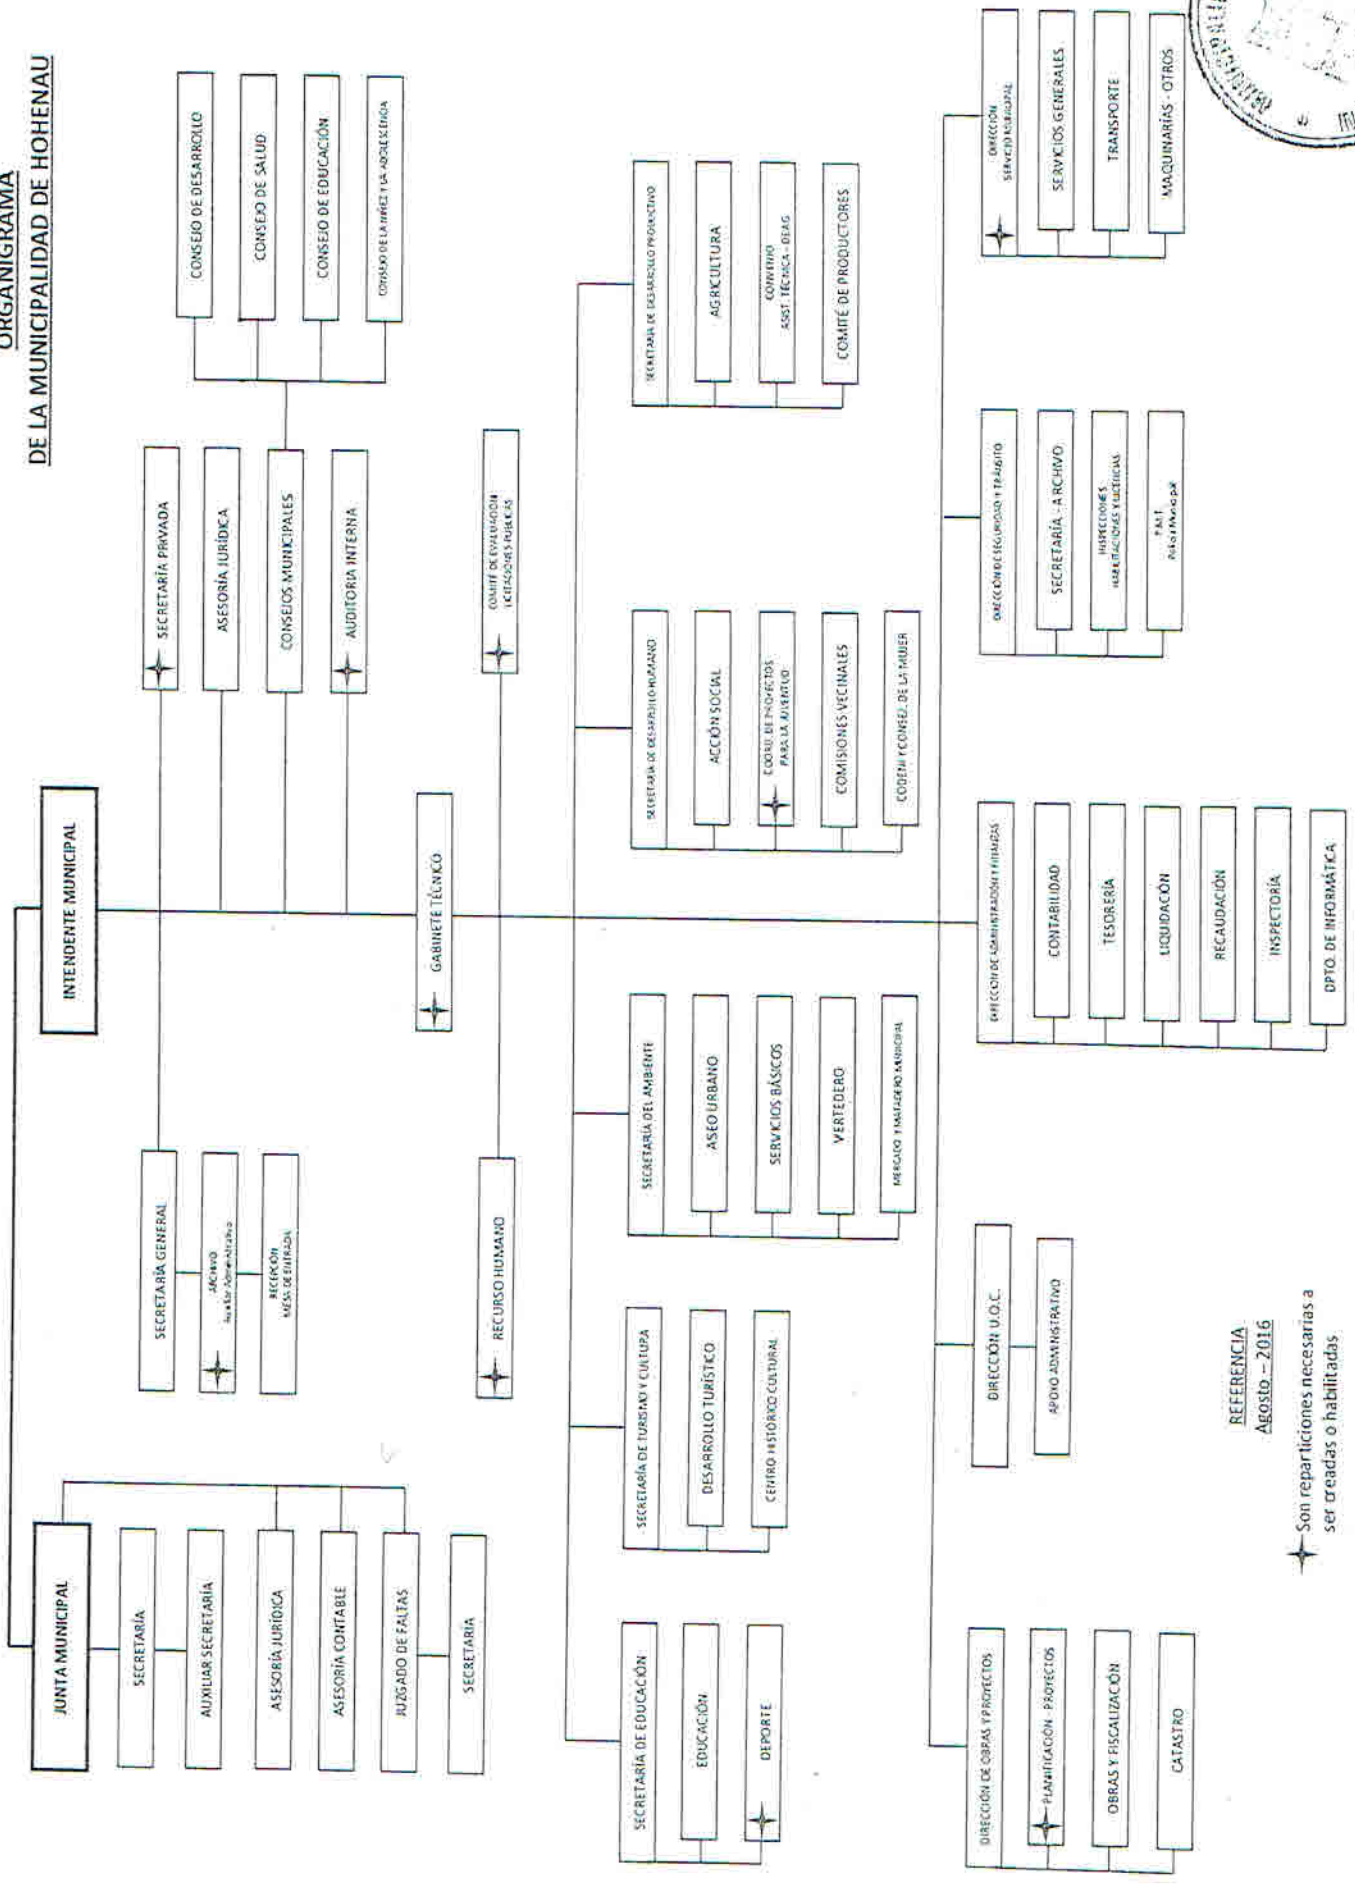 ORGANIGRAMA
DE LA MUNICIPALIDAD DE HOHENAU
INTENDENTE MUNICIPAL
JUNTA MUNICIPAL
SECRETARÍA
AUXILIAR SECRETARÍA
ASESORÍA JURÍDICA
ASESORÍA CONTABLE
JUZGADO DE FALTAS
SECRETARÍA
SECRETARÍA GENERAL
ARCHIVO
Auxiliar Administrativo
RECEPCIÓN
MESA DE ENTRADA
SECRETARÍA PRIVADA
ASESORÍA JURÍDICA
CONSEJOS MUNICIPALES
AUDITORIA INTERNA
CONSEJO DE DESARROLLO
CONSEJO DE SALUD
CONSEJO DE EDUCACIÓN
CONSEJO DE LA NIÑEZ Y LA ADOLESCENCIA
GABINETE TÉCNICO
RECURSO HUMANO
COMITÉ DE EVALUACIÓN
LICITACIONES PÚBLICAS
SECRETARÍA DE EDUCACIÓN
EDUCACIÓN
DEPORTE
SECRETARÍA DE TURISMO Y CULTURA
DESARROLLO TURÍSTICO
CENTRO HISTÓRICO CULTURAL
SECRETARÍA DEL AMBIENTE
ASEO URBANO
SERVICIOS BÁSICOS
VERTEDERO
MERCADO Y MATADERO MUNICIPAL
SECRETARÍA DE DESARROLLO HUMANO
ACCIÓN SOCIAL
COORD. DE PROYECTOS
PARA LA JUVENTUD
COMISIONES VECINALES
CODENI Y CONSEJ. DE LA MUJER
SECRETARÍA DE DESARROLLO PRODUCTIVO
AGRICULTURA
CONVENIO
ASIST. TÉCNICA - DEAG
COMITÉ DE PRODUCTORES
DIRECCIÓN DE OBRAS Y PROYECTOS
PLANIFICACIÓN - PROYECTOS
OBRAS Y FISCALIZACIÓN
CATASTRO
DIRECCIÓN U.O.C.
APOYO ADMINISTRATIVO
DIRECCIÓN DE ADMINISTRACIÓN Y FINANZAS
CONTABILIDAD
TESORERÍA
LIQUIDACIÓN
RECAUDACIÓN
INSPECTORÍA
DPTO. DE INFORMÁTICA
DIRECCIÓN DE SEGURIDAD Y TRÁNSITO
SECRETARÍA - ARCHIVO
INSPECCIONES
HABILITACIONES Y LICENCIAS
P.M.T
Policía Municipal
DIRECCIÓN
SERVICIO MUNICIPAL
SERVICIOS GENERALES
TRANSPORTE
MAQUINARÍAS - OTROS
REFERENCIA
Agosto – 2016
Son reparticiones necesarias a
ser creadas o habilitadas